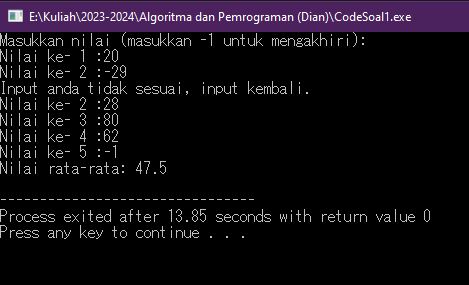 E:\Kuliah\2023-2024\Algoritma dan Pemrograman (Dian)\CodeSoal1.exe
Masukkan nilai (masukkan -1 untuk mengakhiri):
Nilai ke- 1 :20
Nilai ke- 2 :-29
Input anda tidak sesuai, input kembali.
Nilai ke- 2 :28
Nilai ke- 3 :80
Nilai ke- 4 :62
Nilai ke- 5 :-1
Nilai rata-rata: 47.5
--------------------------------
Process exited after 13.85 seconds with return value 0
Press any key to continue . . .